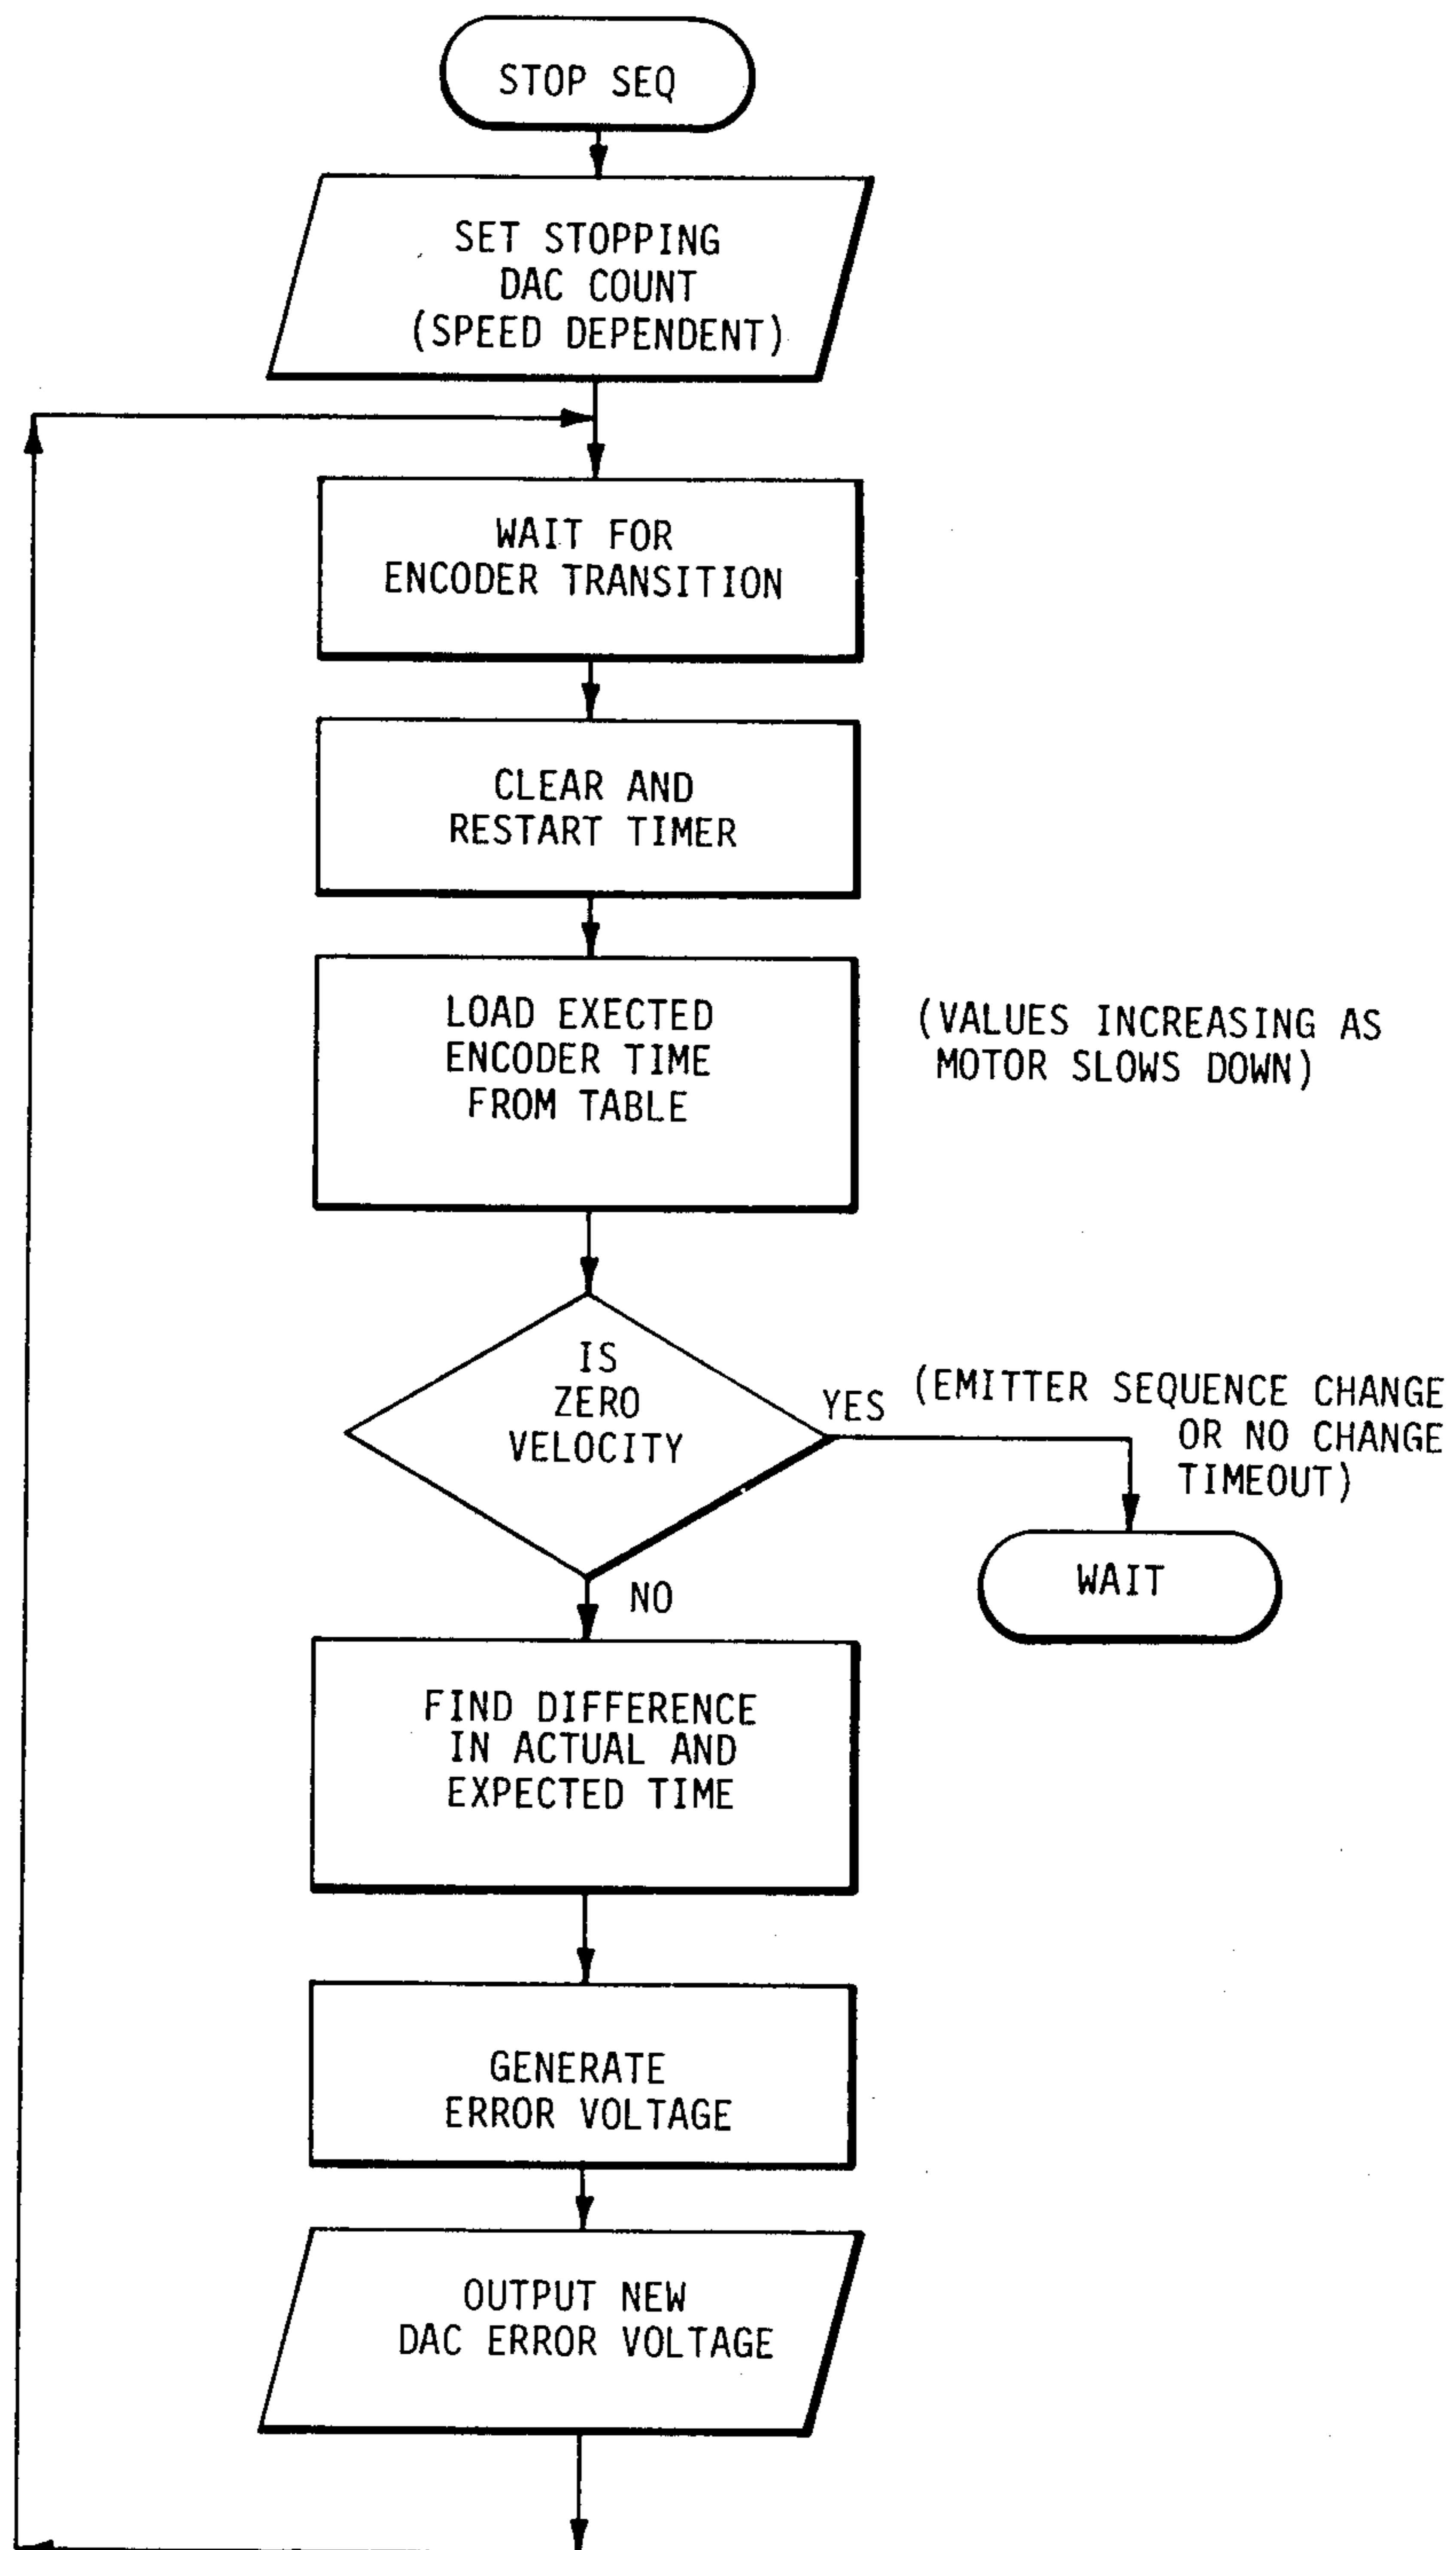 STOP SEQ
SET STOPPING
DAC COUNT
(SPEED DEPENDENT)
WAIT FOR
ENCODER TRANSITION
CLEAR AND
RESTART TIMER
LOAD EXECTED
ENCODER TIME
FROM TABLE
(VALUES INCREASING AS
MOTOR SLOWS DOWN)
IS
ZERO
VELOCITY
YES
(EMITTER SEQUENCE CHANGE
OR NO CHANGE
TIMEOUT)
WAIT
NO
FIND DIFFERENCE
IN ACTUAL AND
EXPECTED TIME
GENERATE
ERROR VOLTAGE
OUTPUT NEW
DAC ERROR VOLTAGE